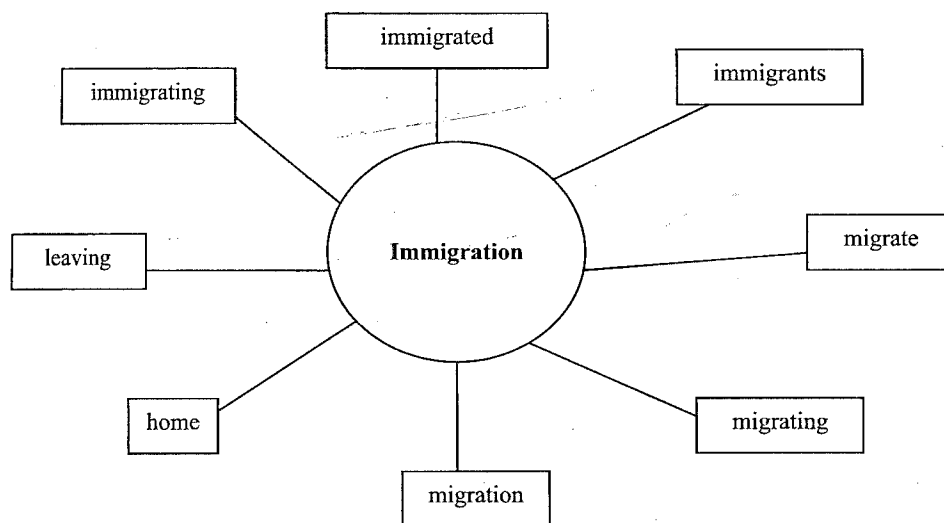 immigrated
immigrants
immigrating
migrate
Immigration
leaving
home
migrating
migration